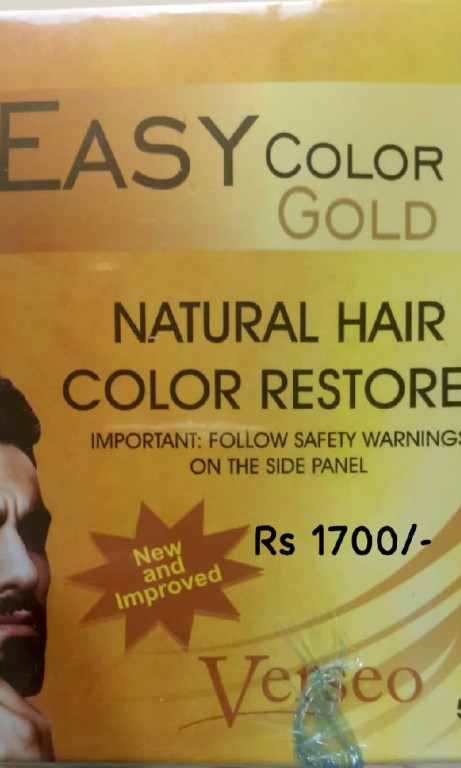 EASY COLOR
GOLD
NATURAL HAIR
COLOR RESTORE
IMPORTANT: FOLLOW SAFETY WARNINGS
ON THE SIDE PANEL
Rs 1700/-
New
and
Improved
Verseo